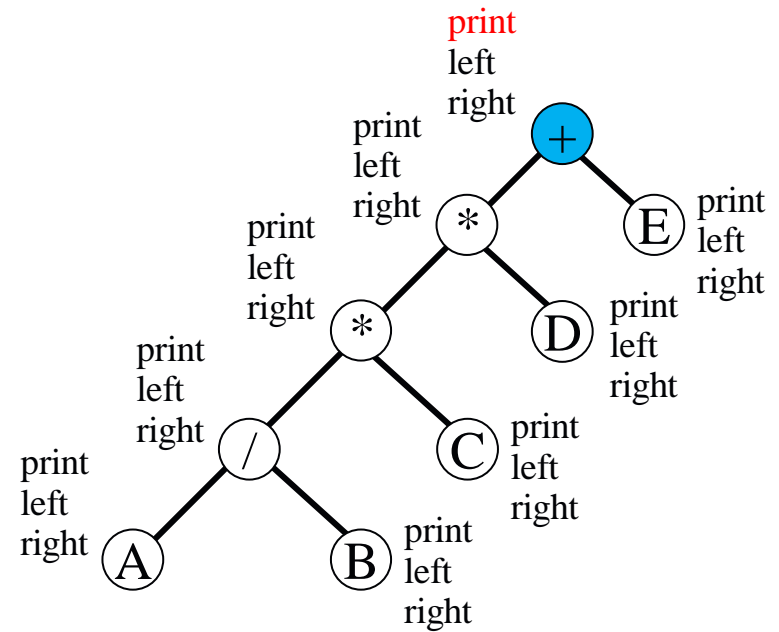 print
left
right
+
print
left
right
*
E
print
left
right
print
left
right
*
D
print
left
right
print
left
right
/
C
print
left
right
print
left
right
A
B
print
left
right